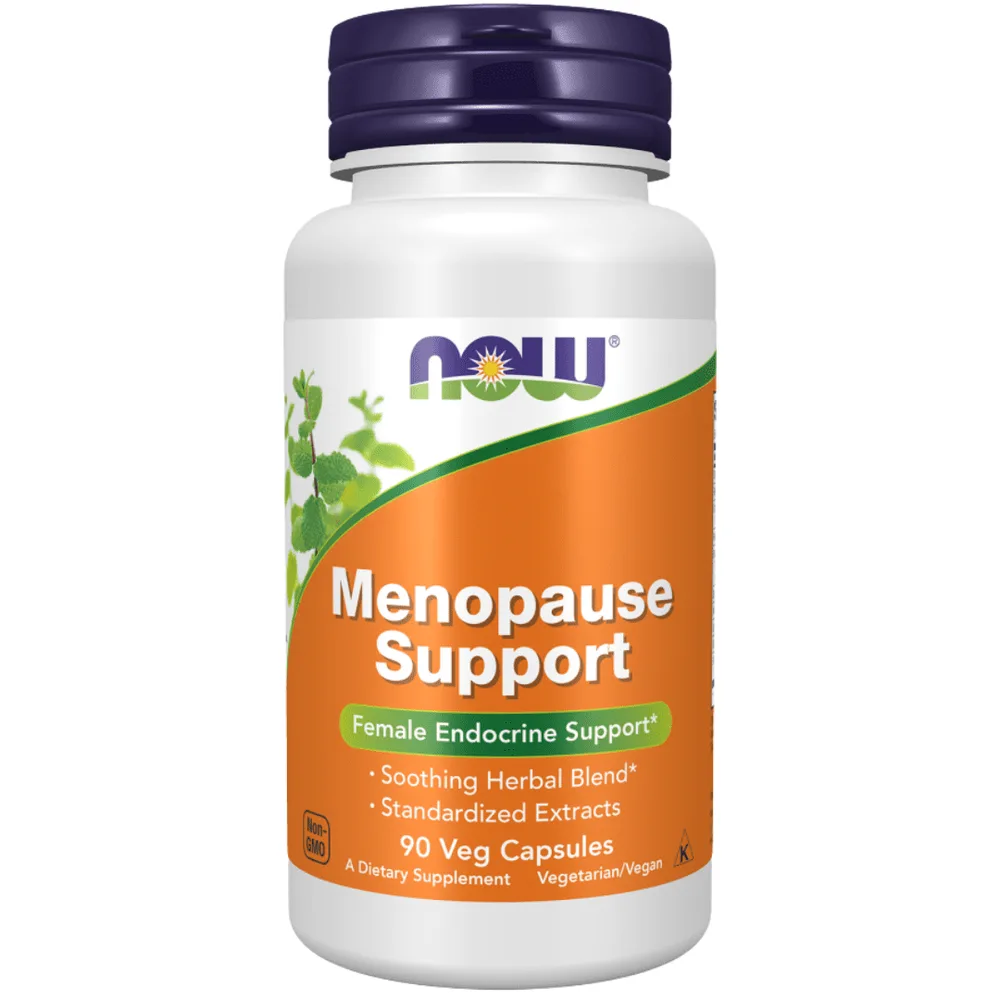 NOW®
Menopause
Support
Female Endocrine Support*
• Soothing Herbal Blend*
• Standardized Extracts
90 Veg Capsules
Non-
GMO
A Dietary Supplement
Vegetarian/Vegan
K